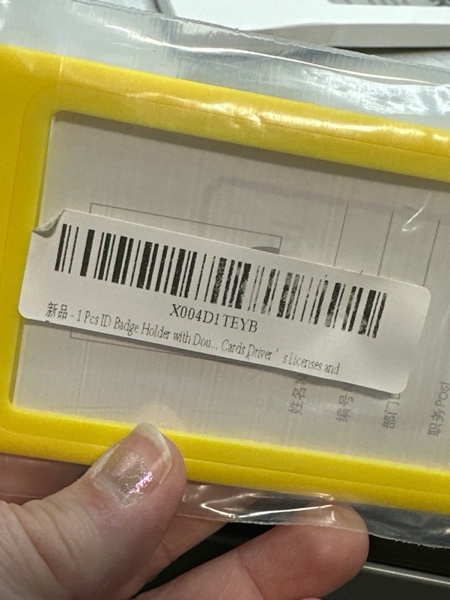 X004D1TEYB
新品 - 1 Pcs ID Badge Holder with Dou... Cards Driver's Licenses and
姓名
编号
部门
职务 Post